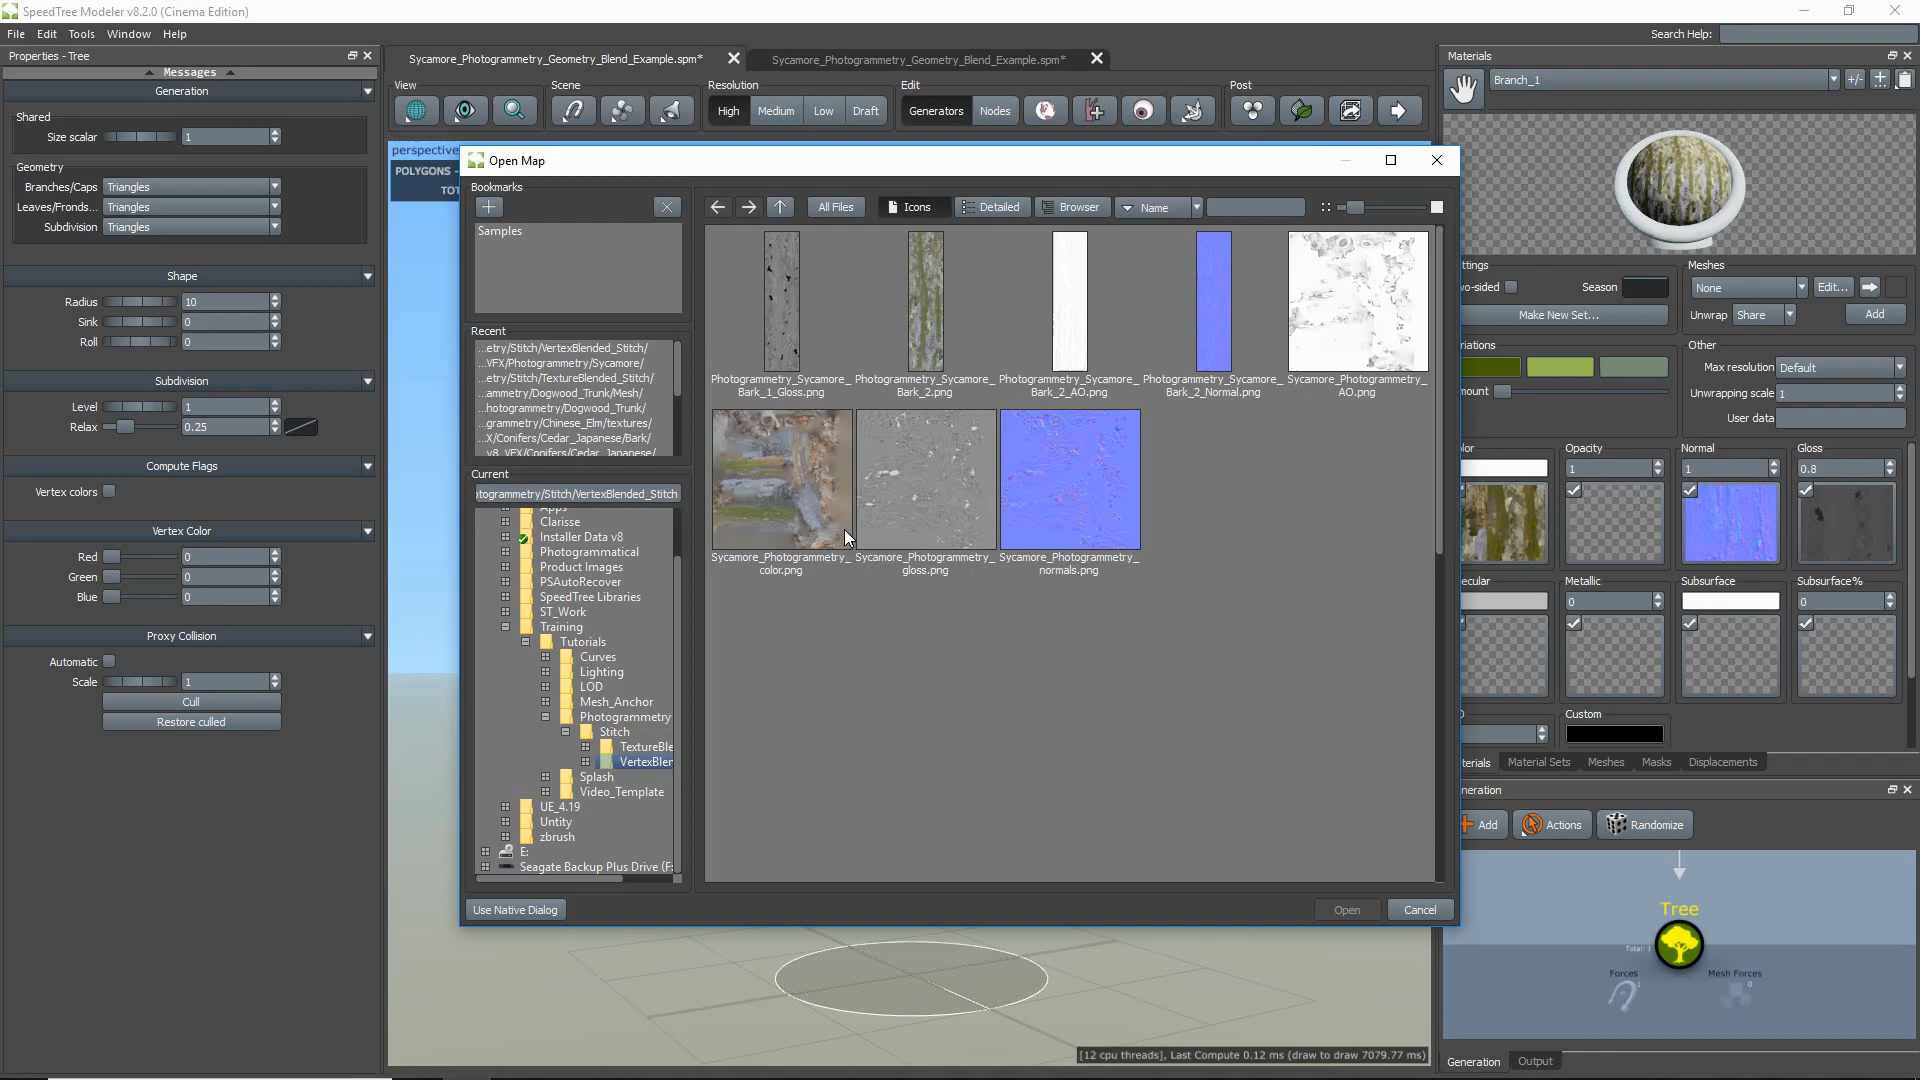 SpeedTree Modeler v8.2.0 (Cinema Edition)
File Edit Tools Window Help
Search Help:
Properties - Tree
Messages
Generation
Shared
Size scalar 1
Geometry
Branches/Caps Triangles
Leaves/Fronds... Triangles
Subdivision Triangles
Shape
Radius 10
Sink 0
Roll 0
Subdivision
Level 1
Relax 0.25
Compute Flags
Vertex colors
Vertex Color
Red 0
Green 0
Blue 0
Proxy Collision
Automatic
Scale 1
Cull
Restore culled
Sycamore_Photogrammetry_Geometry_Blend_Example.spm*
Sycamore_Photogrammetry_Geometry_Blend_Example.spm*
View
Scene
Resolution
High Medium Low Draft
Edit
Generators Nodes
Post
perspective
POLYGONS -
TOT
Open Map
Bookmarks
Samples
Recent
...etry/Stitch/VertexBlended_Stitch/
...VFX/Photogrammetry/Sycamore/
...etry/Stitch/TextureBlended_Stitch/
...ammetry/Dogwood_Trunk/Mesh/
...hotogrammetry/Dogwood_Trunk/
...grammetry/Chinese_Elm/textures/
...X/Conifers/Cedar_Japanese/Bark/
...v8_VFX/Conifers/Cedar_Japanese/
Current
otogrammetry/Stitch/VertexBlended_Stitch
Apps
Clarisse
Installer Data v8
Photogrammatical
Product Images
PSAutoRecover
SpeedTree Libraries
ST_Work
Training
Tutorials
Curves
Lighting
LOD
Mesh_Anchor
Photogrammetry
Stitch
TextureBle
VertexBlen
Splash
Video_Template
UE_4.19
Untity
zbrush
E:
Seagate Backup Plus Drive (F:
All Files Icons Detailed Browser Name
Photogrammetry_Sycamore_
Bark_1_Gloss.png
Photogrammetry_Sycamore_
Bark_2.png
Photogrammetry_Sycamore_
Bark_2_AO.png
Photogrammetry_Sycamore_
Bark_2_Normal.png
Sycamore_Photogrammetry_
AO.png
Sycamore_Photogrammetry_
color.png
Sycamore_Photogrammetry_
gloss.png
Sycamore_Photogrammetry_
normals.png
Use Native Dialog
Open
Cancel
[12 cpu threads], Last Compute 0.12 ms (draw to draw 7079.77 ms)
Materials
Branch_1
+/-
ttings
wo-sided
Season
Make New Set...
Meshes
None
Edit...
Unwrap Share
Add
riations
mount
Other
Max resolution Default
Unwrapping scale 1
User data
olor
Opacity
1
Normal
1
Gloss
0.8
ecular
Metallic
0
Subsurface
Subsurface%
0
Custom
terials Material Sets Meshes Masks Displacements
neration
Add
Actions
Randomize
Tree
Total: 1
Forces
1
Mesh Forces
0
Generation Output